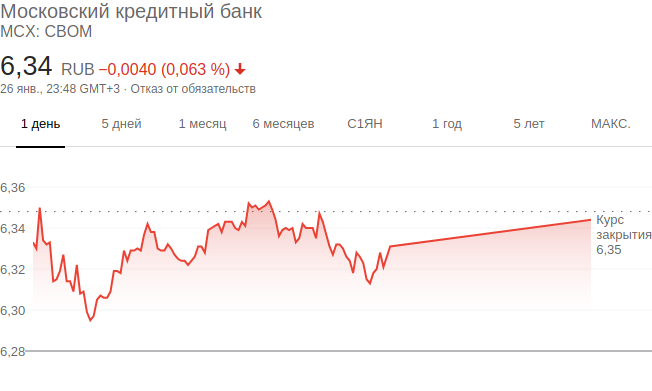 Московский кредитный банк
MCX: CBOM
6,34 RUB −0,0040 (0,063 %)
26 янв., 23:48 GMT+3 · Отказ от обязательств
1 день 5 дней 1 месяц 6 месяцев С1ЯН 1 год 5 лет МАКС.
6,36
6,34
6,32
6,30
6,28
Курс
закрытия
6,35